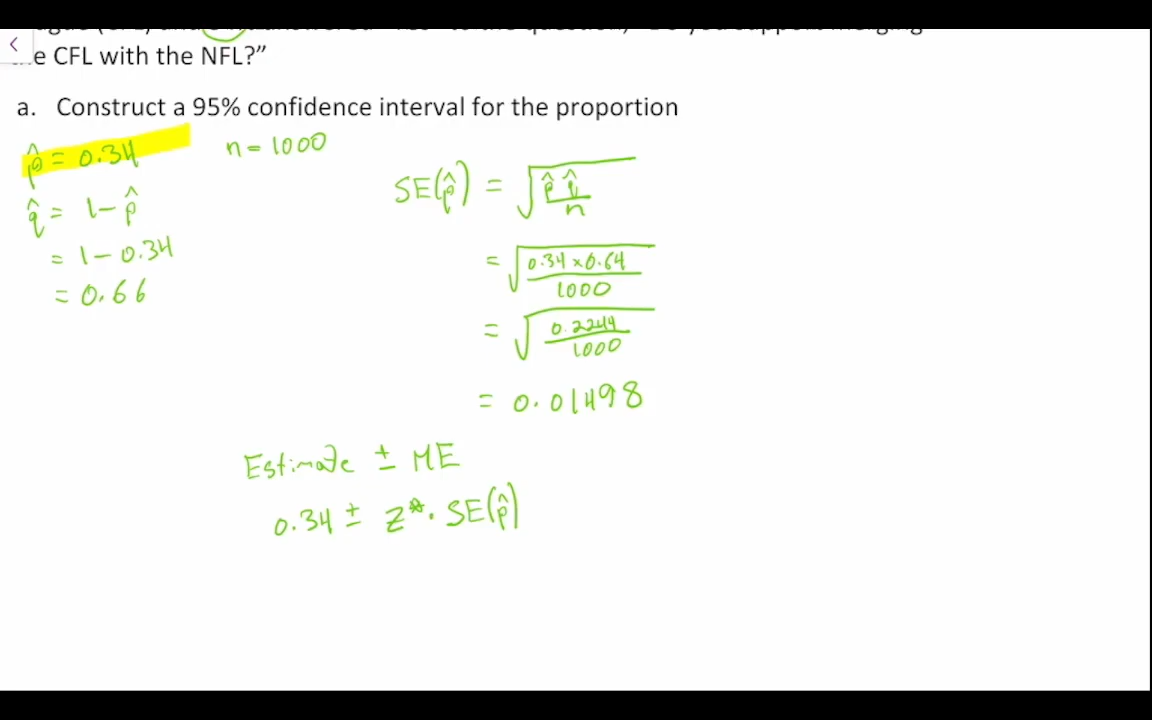 the CFL with the NFL?”
a. Construct a 95% confidence interval for the proportion
p̂ = 0.34 n = 1000
SE(p̂) = √(p̂ q̂ / n)
q̂ = 1 - p̂
= 1 - 0.34
= √(0.34 × 0.64 / 1000)
= 0.66
= √(0.2244 / 1000)
= 0.01498
Estimate ± ME
0.34 ± z*. SE(p̂)